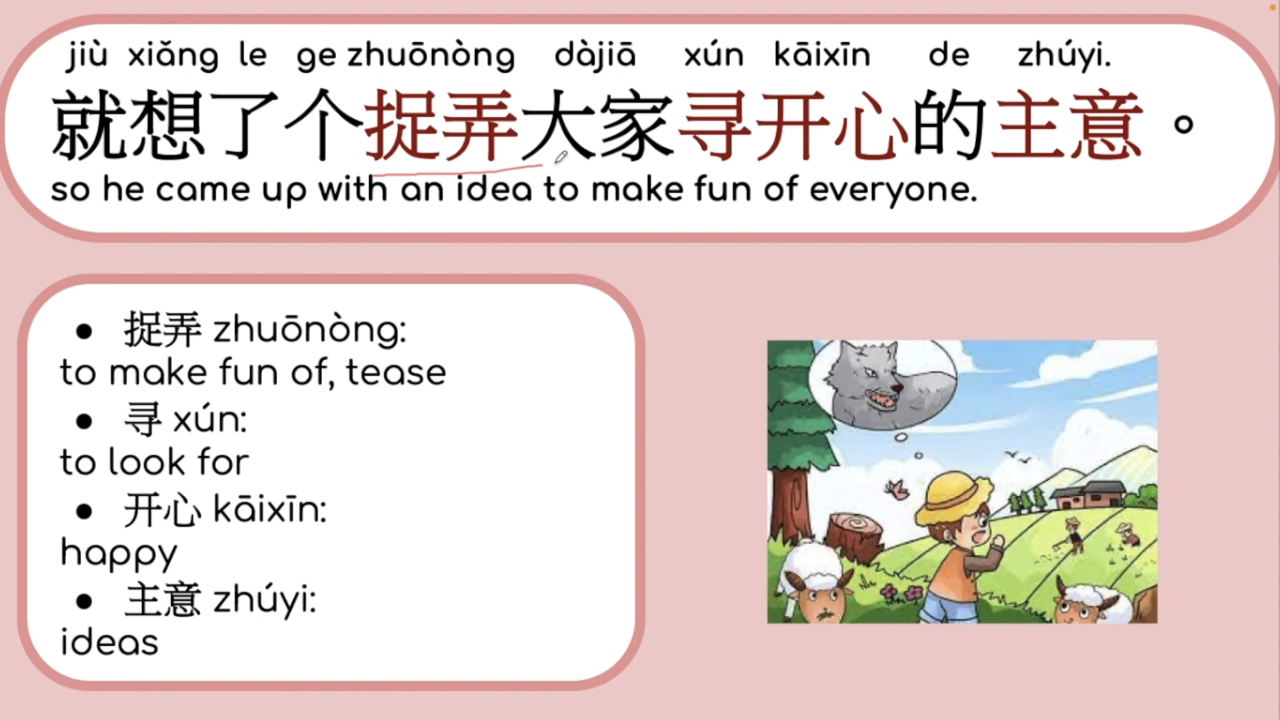 jiù xiǎng le ge zhuōnòng dàjiā xún kāixīn de zhúyi.
就想了个捉弄大家寻开心的主意。
so he came up with an idea to make fun of everyone.
● 捉弄 zhuōnòng:
to make fun of, tease
● 寻 xún:
to look for
● 开心 kāixīn:
happy
● 主意 zhúyi:
ideas